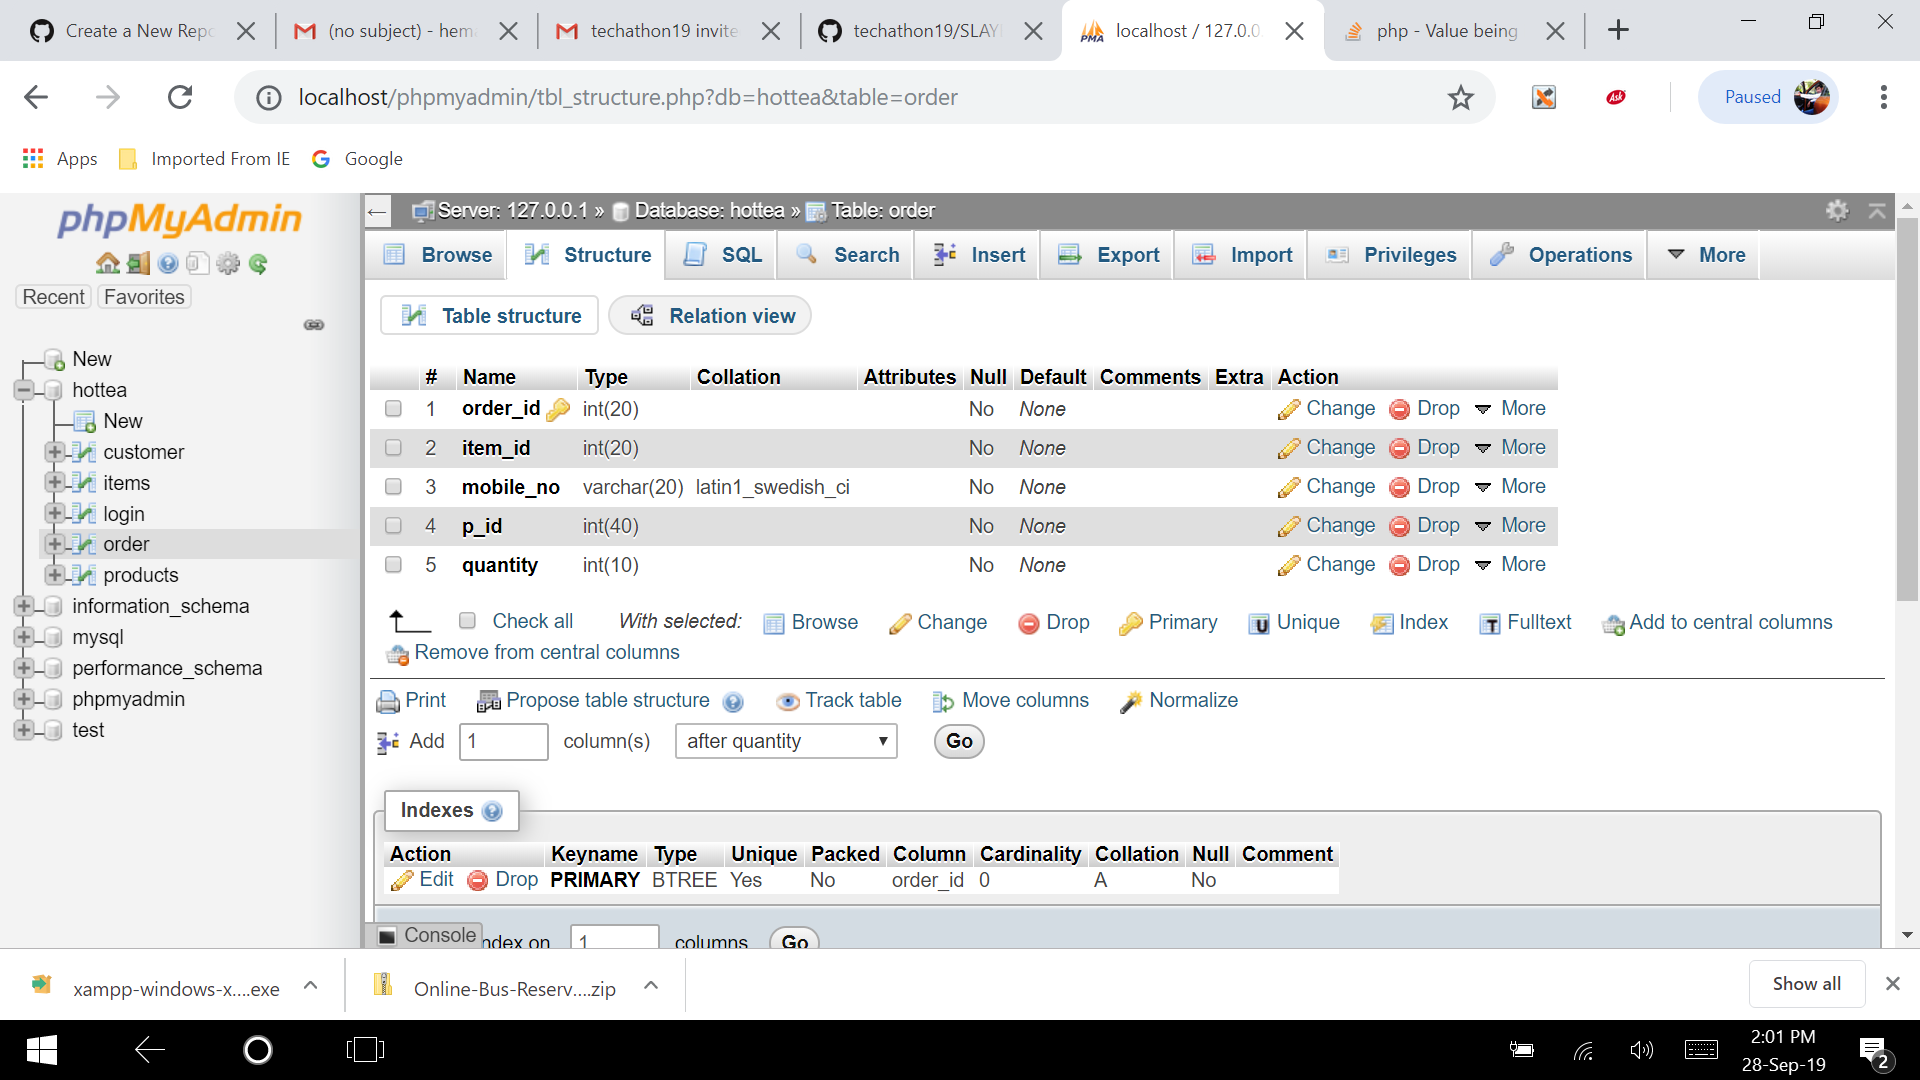 Create a New Repo
(no subject) - hema
techathon19 invite
techathon19/SLAY
localhost / 127.0.0
php - Value being
localhost/phpmyadmin/tbl_structure.php?db=hottea&table=order
Ask
Paused
Apps
Imported From IE
Google
phpMyAdmin
Recent
Favorites
New
hottea
New
customer
items
login
order
products
information_schema
mysql
performance_schema
phpmyadmin
test
Server: 127.0.0.1 » Database: hottea » Table: order
Browse Structure SQL Search Insert Export Import Privileges Operations More
Table structure Relation view
# Name Type Collation Attributes Null Default Comments Extra Action
1 order_id int(20) No None Change Drop More
2 item_id int(20) No None Change Drop More
3 mobile_no varchar(20) latin1_swedish_ci No None Change Drop More
4 p_id int(40) No None Change Drop More
5 quantity int(10) No None Change Drop More
Check all With selected: Browse Change Drop Primary Unique Index Fulltext Add to central columns
Remove from central columns
Print Propose table structure Track table Move columns Normalize
Add 1 column(s) after quantity Go
Indexes
Action Keyname Type Unique Packed Column Cardinality Collation Null Comment
Edit Drop PRIMARY BTREE Yes No order_id 0 A No
Console ndex on 1 columns Go
xampp-windows-x....exe
Online-Bus-Reserv....zip
Show all
2:01 PM
28-Sep-19
2